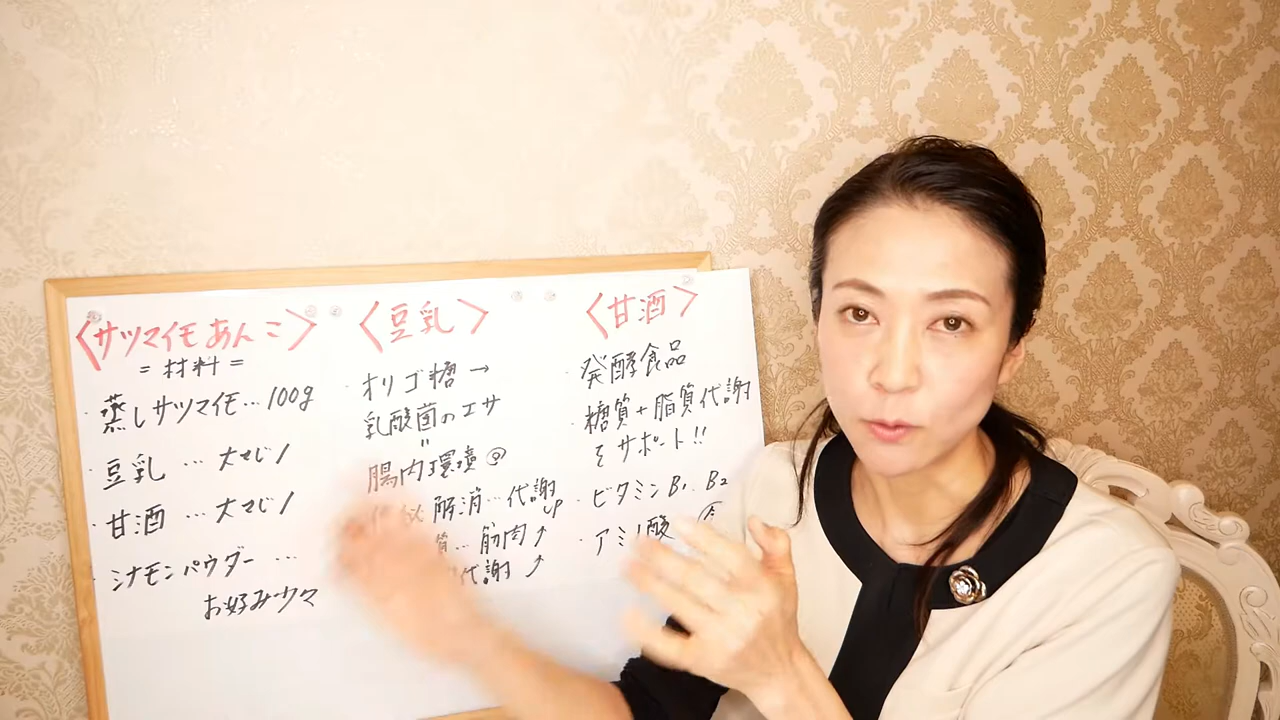 〈サツマイモあんこ〉
= 材料 =
・蒸しサツマイモ…100g
・豆乳 … 大さじ1
・甘酒 … 大さじ1
・シナモンパウダー …
お好み少々
〈豆乳〉
・オリゴ糖→
乳酸菌のエサ
〃
腸内環境
解消…代謝
UP
質…筋肉↑
代謝 ↑
〈甘酒〉
・発酵食品
・糖質+脂質代謝
をサポート!!
・ビタミンB1 B2
・アミノ酸